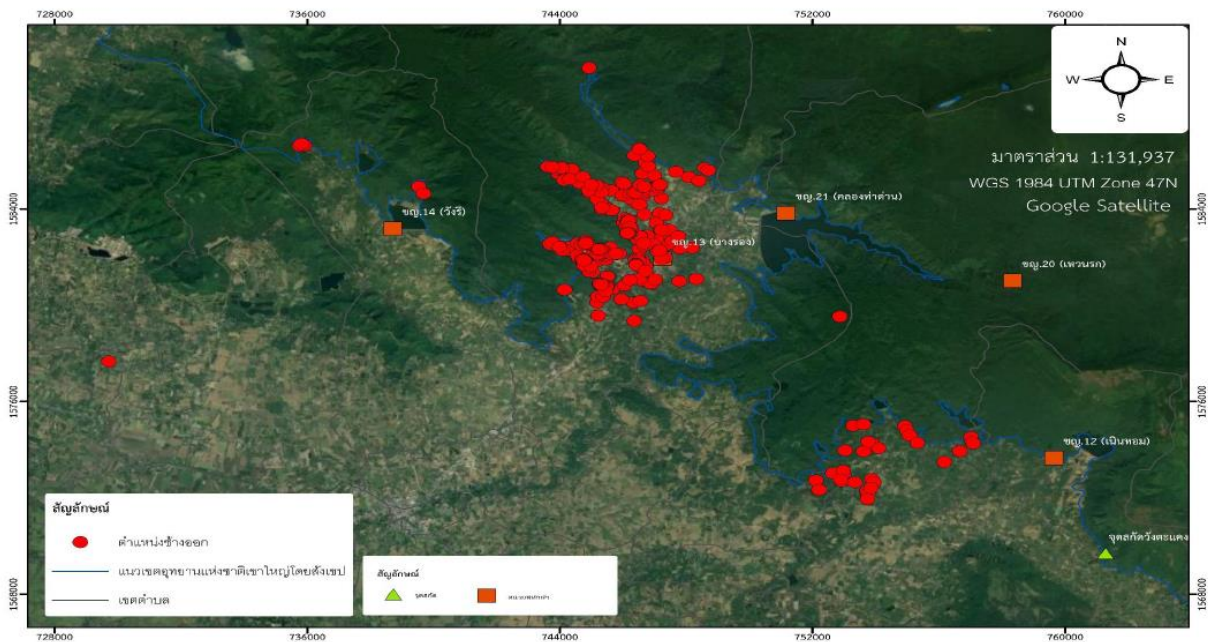 728000 736000 744000 752000 760000
N
W E
S
มาตราส่วน 1:131,937
WGS 1984 UTM Zone 47N
Google Satellite
1584000 1584000
ขญ.21 (คลองท่าด่าน)
ขญ.14 (วังรี)
ขญ.13 (นางรอง)
ขญ.20 (เหวนรก)
1576000 1576000
ขญ.12 (เนินหอม)
สัญลักษณ์
ตำแหน่งช้างออก
แนวเขตอุทยานแห่งชาติเขาใหญ่โดยสังเขป
เขตตำบล
จุดสกัดวังตะแคง
สัญลักษณ์
จุดสกัด
1568000 1568000
728000 736000 744000 752000 760000